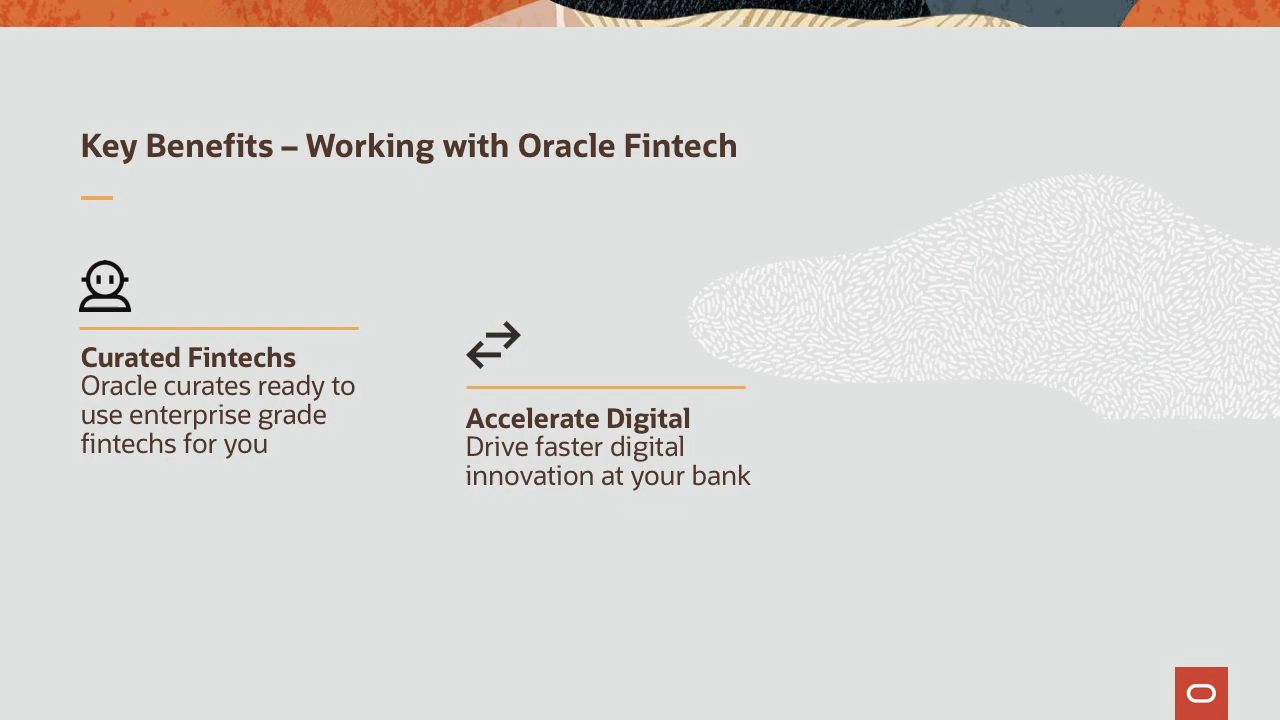 Key Benefits – Working with Oracle Fintech
Curated Fintechs
Oracle curates ready to
use enterprise grade
fintechs for you
Accelerate Digital
Drive faster digital
innovation at your bank